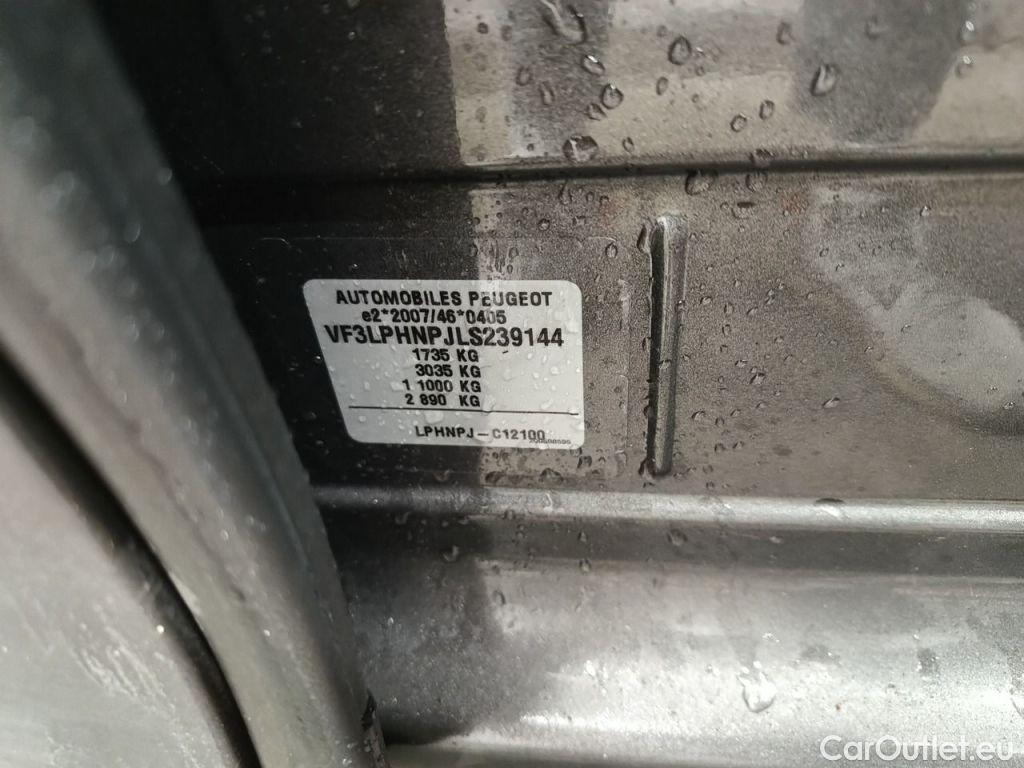 AUTOMOBILES PEUGEOT
e2*2007/46*0405
VF3LPHNPJLS239144
1735 KG
3035 KG
1 1000 KG
2 890 KG
LPHNPJ-C12100
CarOutlet.eu